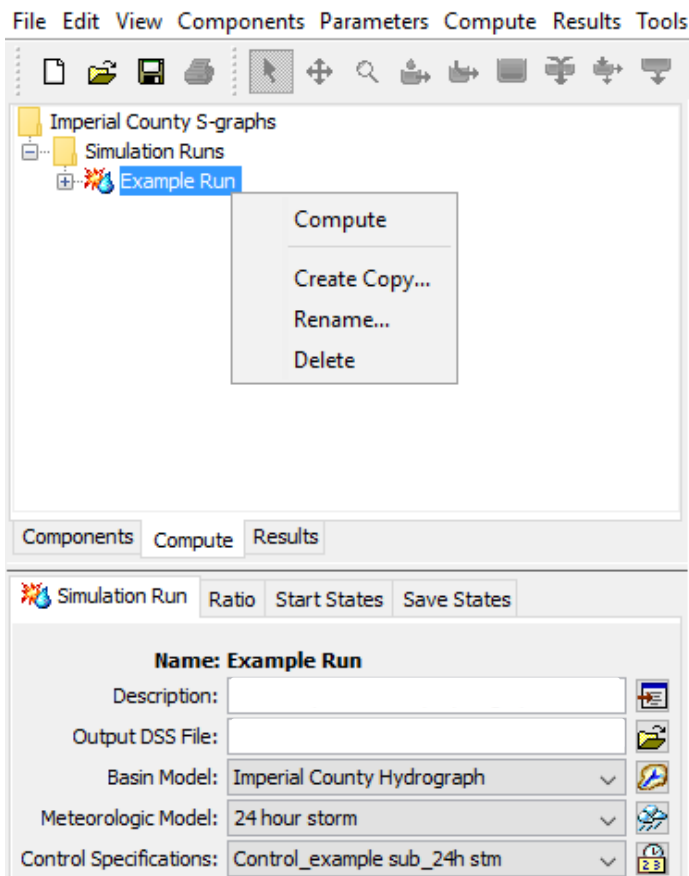 File Edit View Components Parameters Compute Results Tools
Imperial County S-graphs
Simulation Runs
Example Run
Compute
Create Copy...
Rename...
Delete
Components Compute Results
Simulation Run Ratio Start States Save States
Name: Example Run
Description:
Output DSS File:
Basin Model: Imperial County Hydrograph
Meteorologic Model: 24 hour storm
Control Specifications: Control_example sub_24h stm